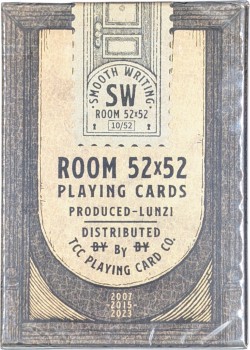 SMOOTH WRITING
SW
ROOM 52x52
10/52
ROOM 52x52
PLAYING CARDS
PRODUCED-LUNZI
DISTRIBUTED
BY By BY
TCC PLAYING CARD CO.
2007
-2015-
2023